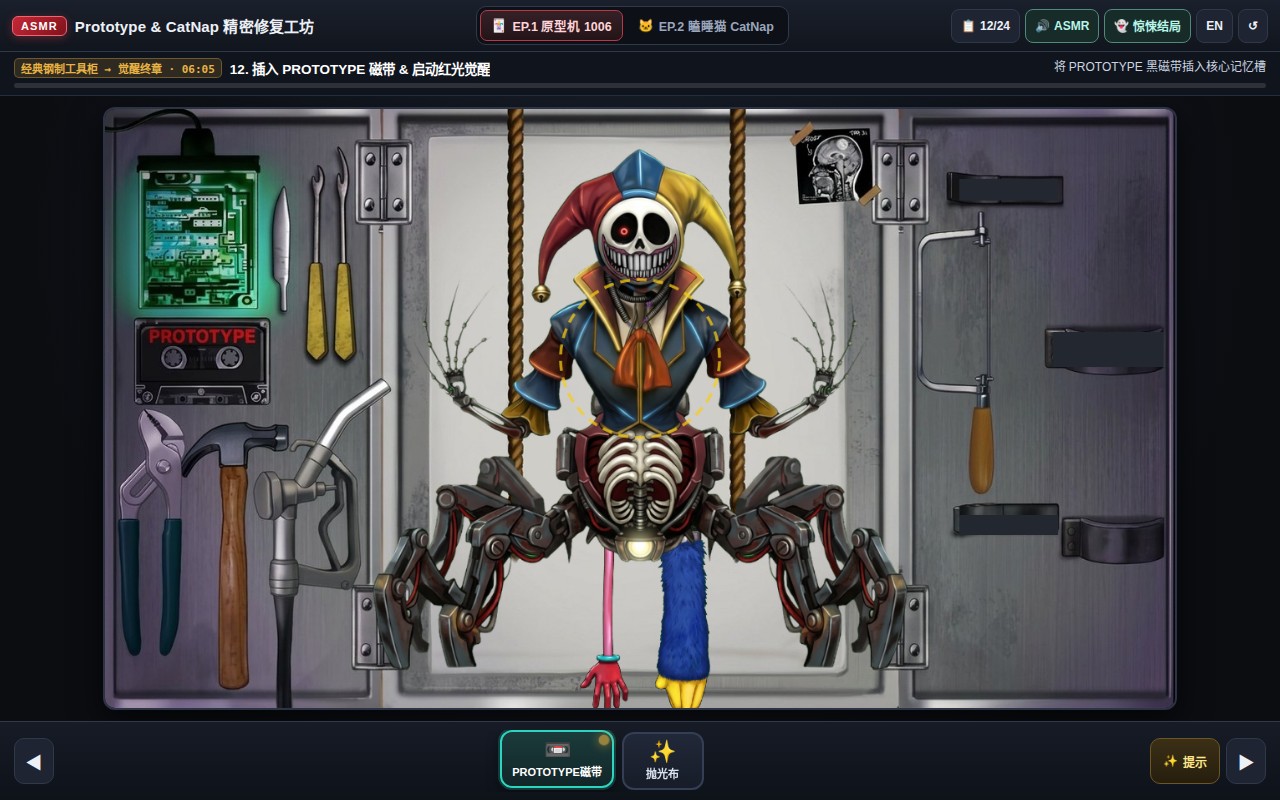 ASMR Prototype & CatNap 精密修复工坊
🃏 EP.1 原型机 1006
🐱 EP.2 瞌睡猫 CatNap
📋 12/24
🔊 ASMR
👻 惊悚结局
EN
↺
经典钢制工具柜 → 觉醒终章 · 06:05
12. 插入 PROTOTYPE 磁带 & 启动红光觉醒
将 PROTOTYPE 黑磁带插入核心记忆槽
PROTOTYPE
◀
PROTOTYPE磁带
✨ 抛光布
✨ 提示
▶